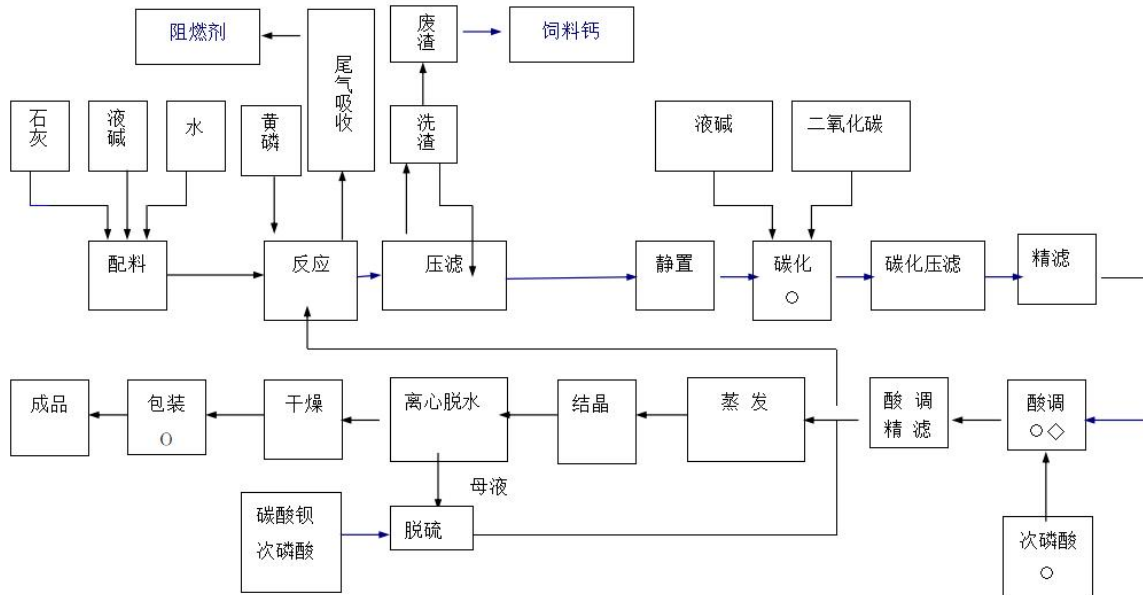 阻燃剂
尾气吸收
废渣
饲料钙
石灰
液碱
水
黄磷
洗渣
液碱
二氧化碳
配料
反应
压滤
静置
碳化
○
碳化压滤
精滤
成品
包装
O
干燥
离心脱水
结晶
蒸 发
酸 调
精 滤
酸调
○◇
母液
碳酸钡
次磷酸
脱硫
次磷酸
○